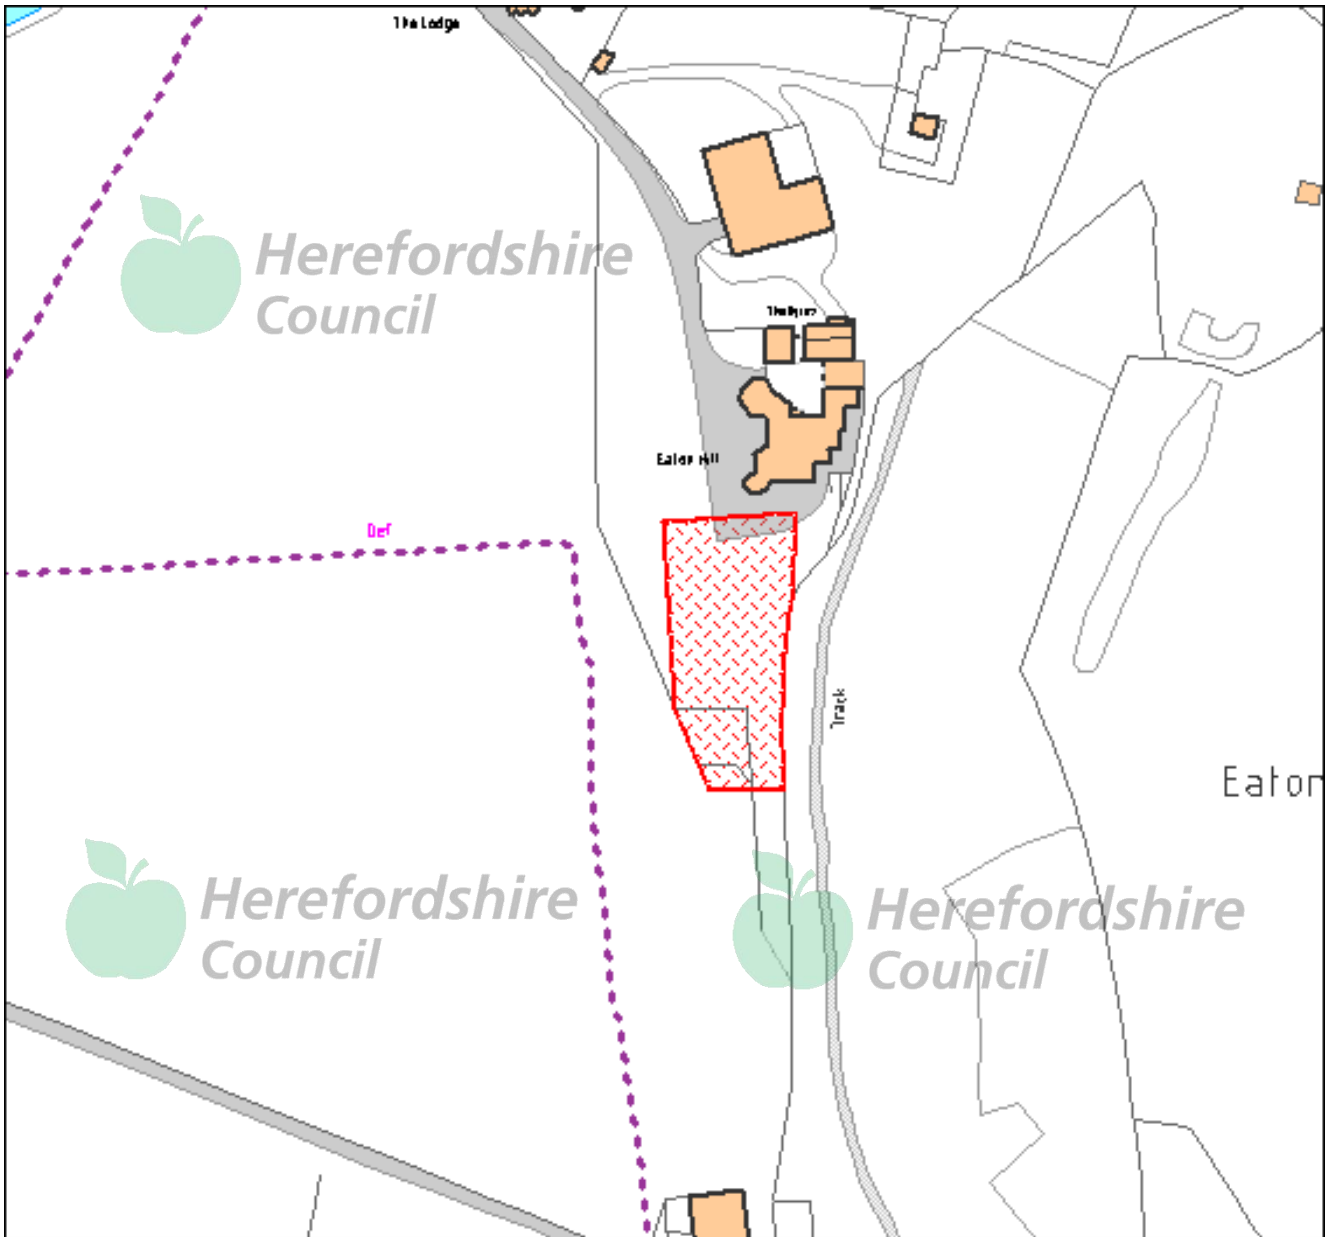 The Lodge
Herefordshire
Council
Eaton Hill
Def
Track
Eaton
Herefordshire
Council
Herefordshire
Council